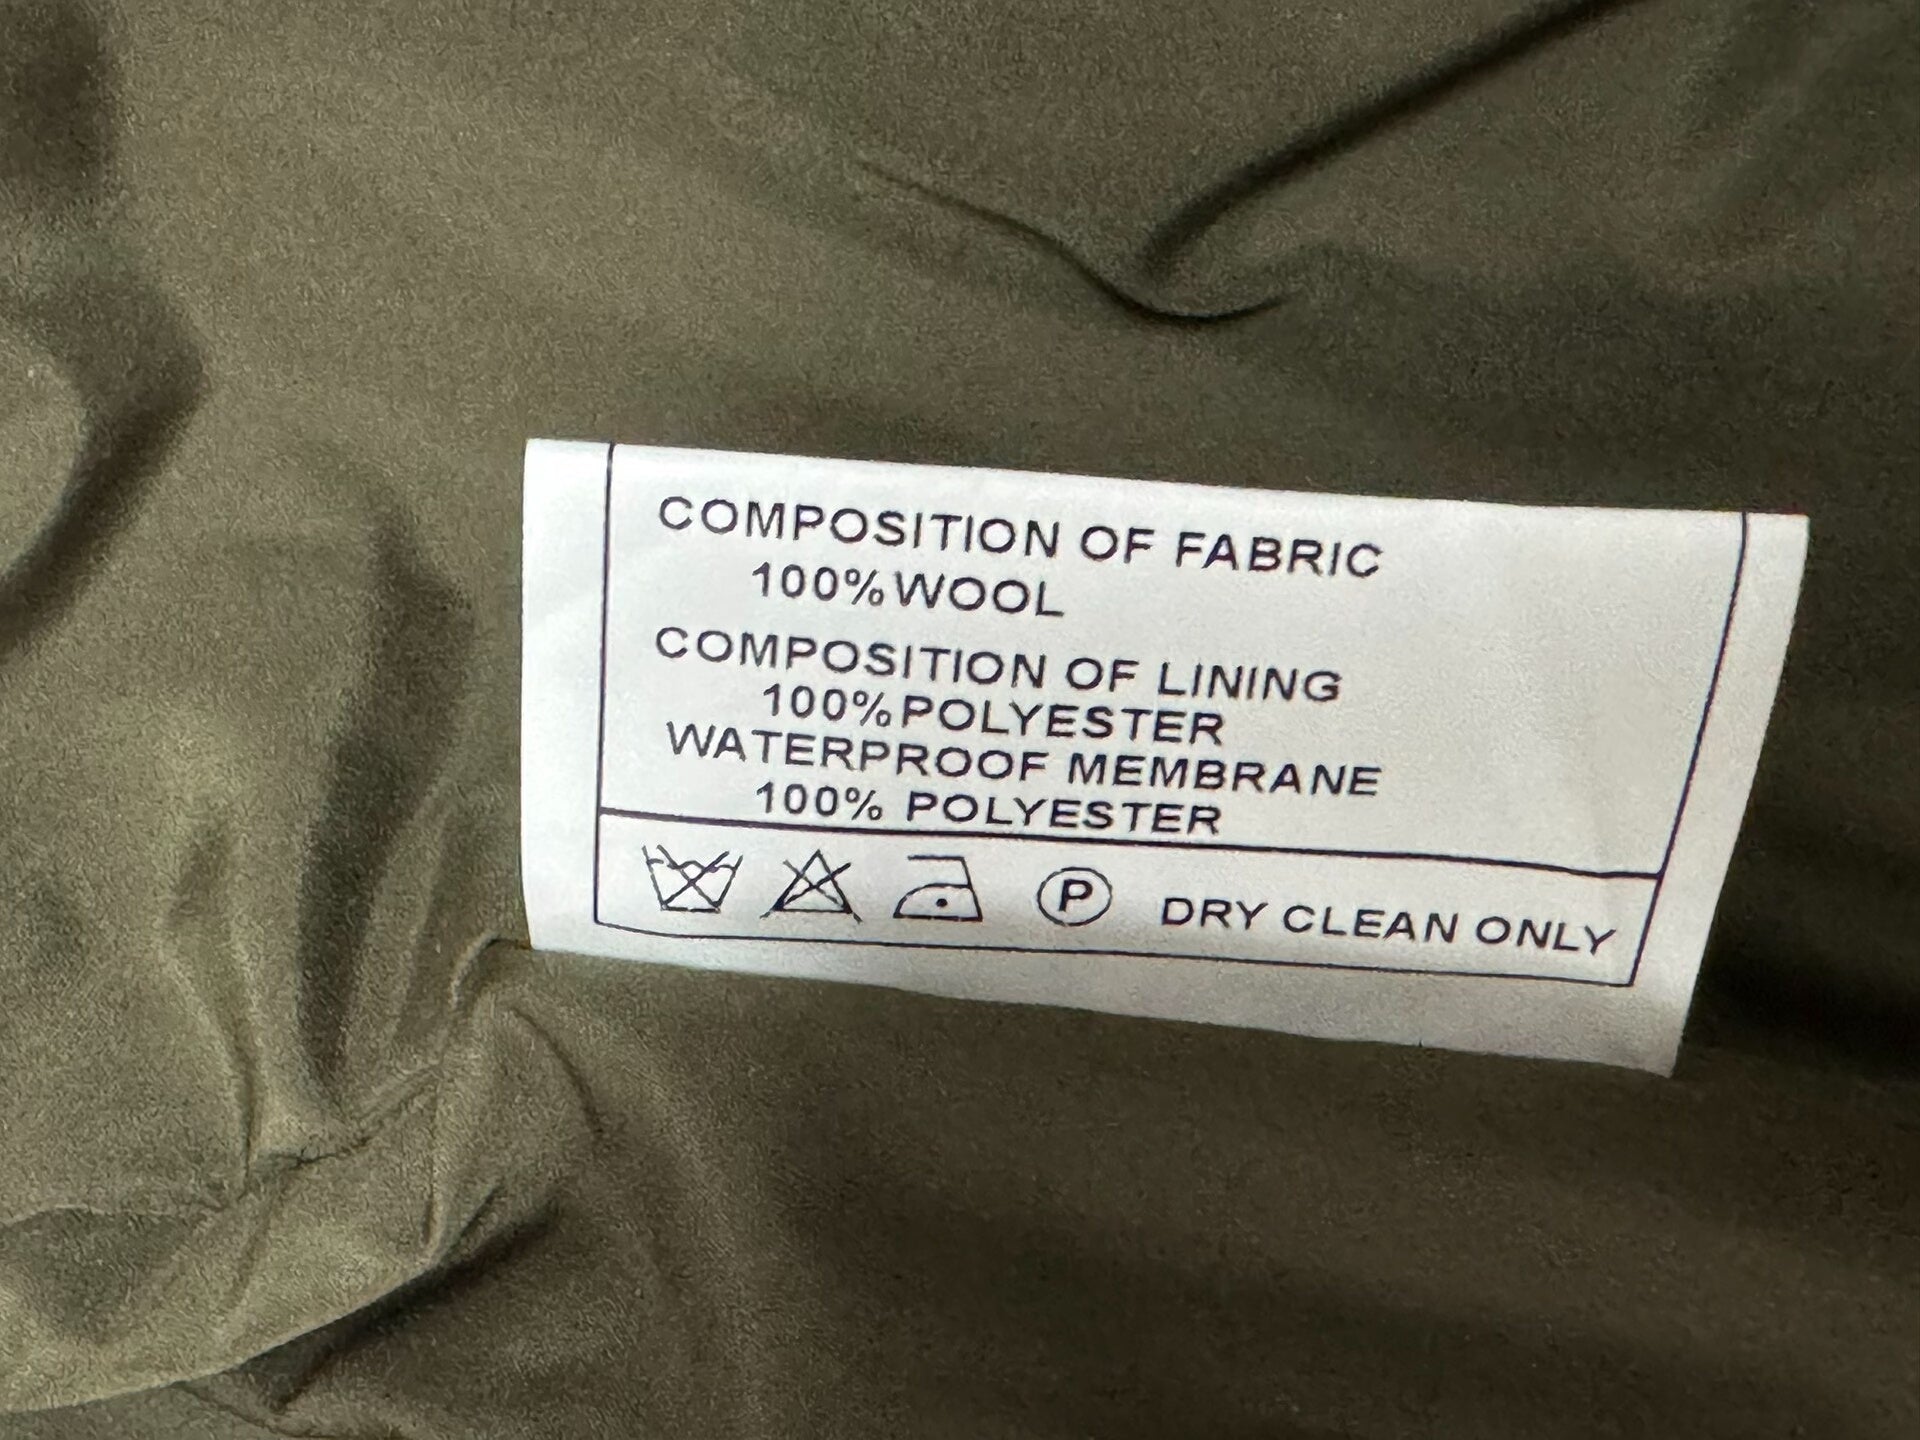 COMPOSITION OF FABRIC
100%WOOL
COMPOSITION OF LINING
100%POLYESTER
WATERPROOF MEMBRANE
100% POLYESTER
P DRY CLEAN ONLY